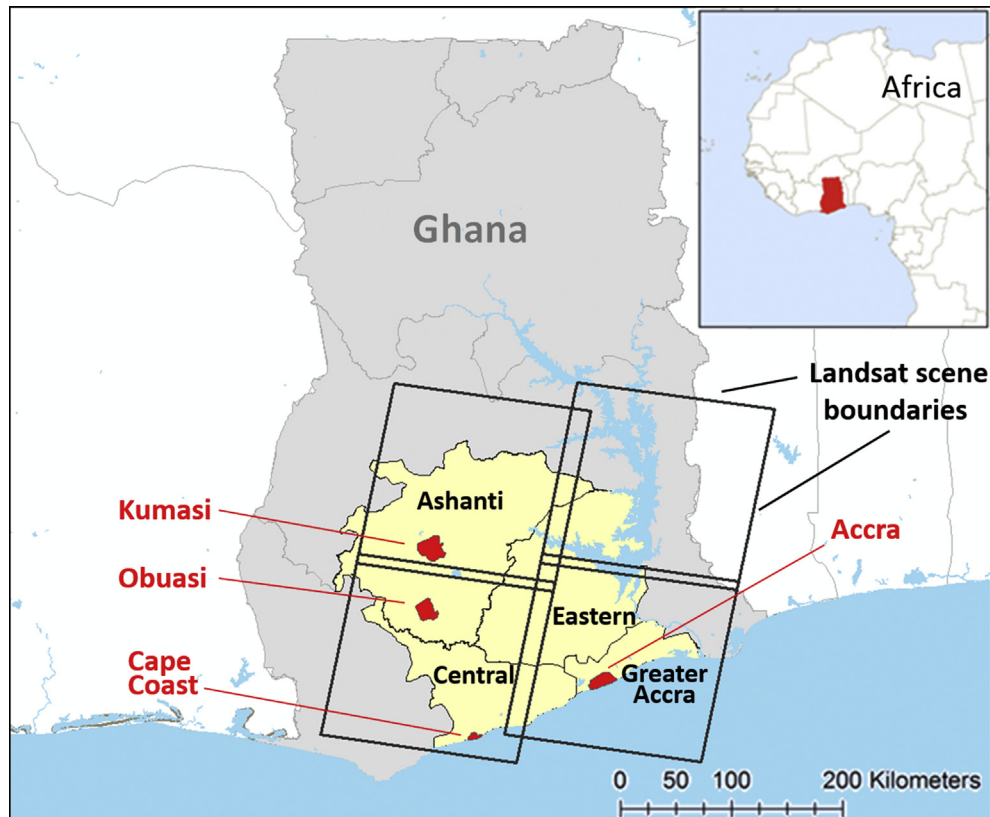 Africa
Ghana
Landsat scene
boundaries
Ashanti
Kumasi
Accra
Obuasi
Eastern
Cape
Coast
Central
Greater
Accra
0 50 100 200 Kilometers